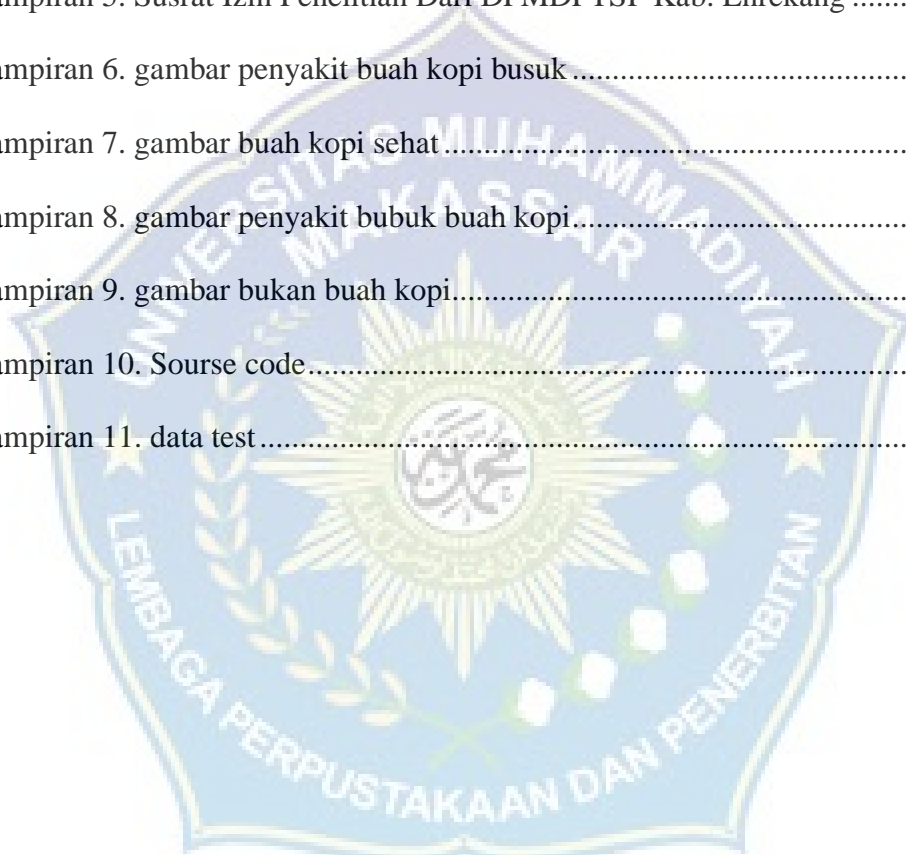 ampiran 5. Susrat Izin Penelitian Dari DPMDPTSP Kab. Enrekang .......
ampiran 6. gambar penyakit buah kopi busuk ..........................................
ampiran 7. gambar buah kopi sehat ..........................................................
ampiran 8. gambar penyakit bubuk buah kopi..........................................
ampiran 9. gambar bukan buah kopi.........................................................
ampiran 10. Sourse code ...........................................................................
ampiran 11. data test .................................................................................
UNIVERSITAS MUHAMMADIYAH
MAKASSAR
LEMBAGA PERPUSTAKAAN DAN PENERBITAN